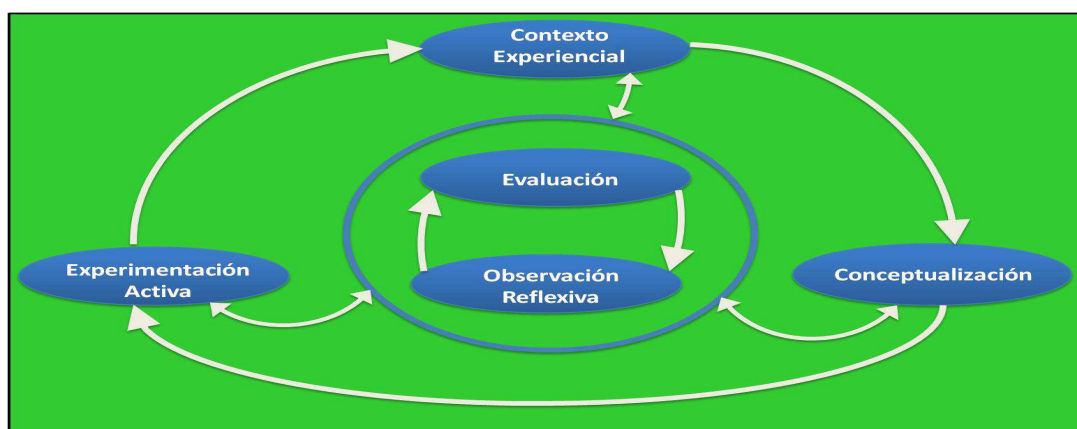 Contexto
Experiencial
Evaluación
Experimentación
Activa
Observación
Reflexiva
Conceptualización